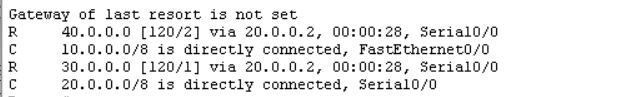 Gateway of last resort is not set
R 40.0.0.0 [120/2] via 20.0.0.2, 00:00:28, Serial0/0
C 10.0.0.0/8 is directly connected, FastEthernet0/0
R 30.0.0.0 [120/1] via 20.0.0.2, 00:00:28, Serial0/0
C 20.0.0.0/8 is directly connected, Serial0/0